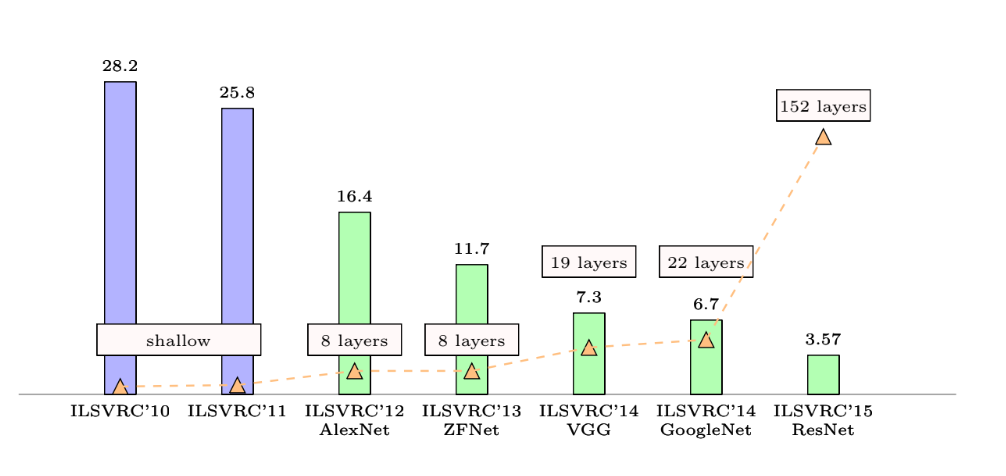 28.2
25.8
16.4
11.7
7.3
6.7
3.57
152 layers
19 layers
22 layers
shallow
8 layers
8 layers
ILSVRC'10
ILSVRC'11
ILSVRC'12
AlexNet
ILSVRC'13
ZFNet
ILSVRC'14
VGG
ILSVRC'14
GoogleNet
ILSVRC'15
ResNet